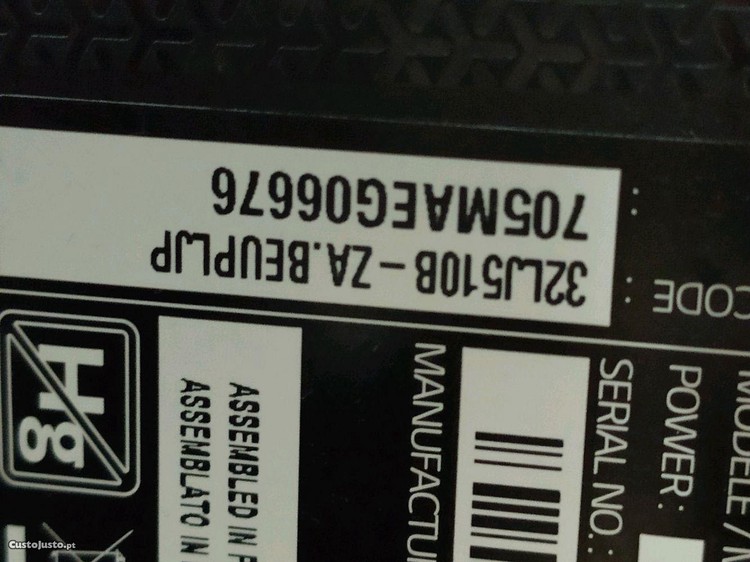 CODE : 32LJ510B-ZA.BEUPLJP
: 705MAEG06676
MODELE /
POWER :
SERIAL NO. :
MANUFACTU
ASSEMBLED IN
ASSEMBLATO IN
Hg
CustoJusto.pt